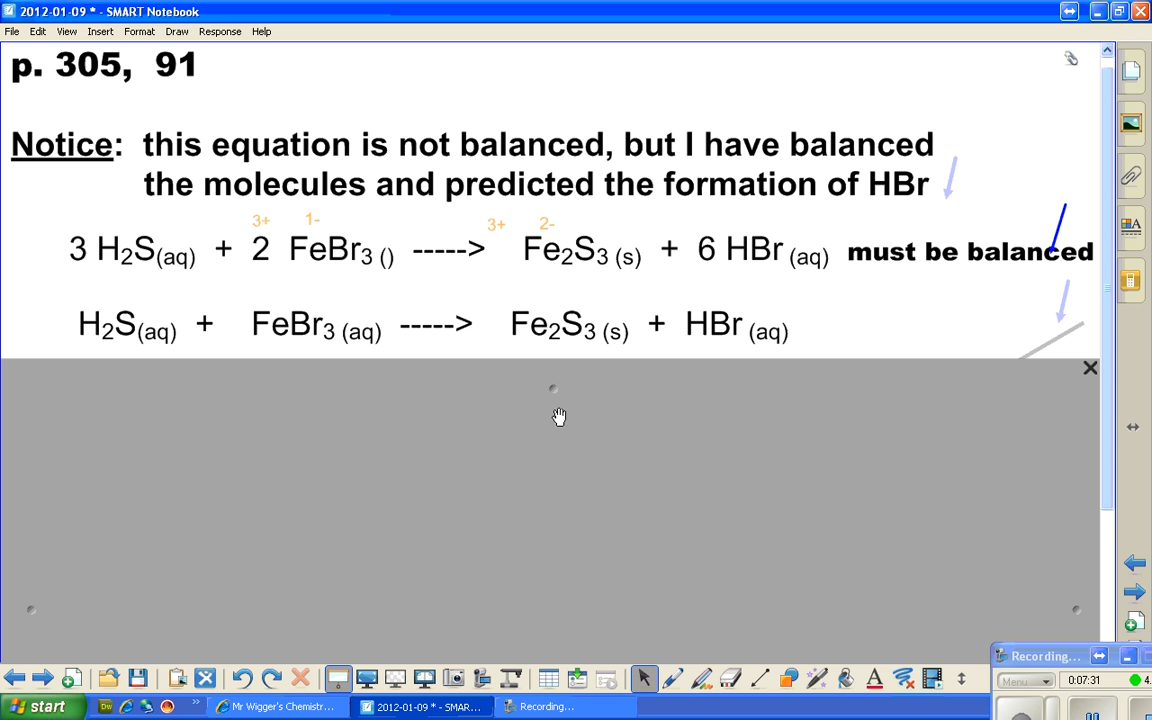 2012-01-09 * - SMART Notebook
File Edit View Insert Format Draw Response Help
p. 305, 91
Notice: this equation is not balanced, but I have balanced
the molecules and predicted the formation of HBr
3+ 1- 3+ 2-
3 H2S(aq) + 2 FeBr3 () -----> Fe2S3 (s) + 6 HBr (aq) must be balanced
H2S(aq) + FeBr3 (aq) -----> Fe2S3 (s) + HBr (aq)
Recording...
Menu 0:07:31 4.
start Mr Wigger's Chemistr... 2012-01-09 * - SMAR... Recording...